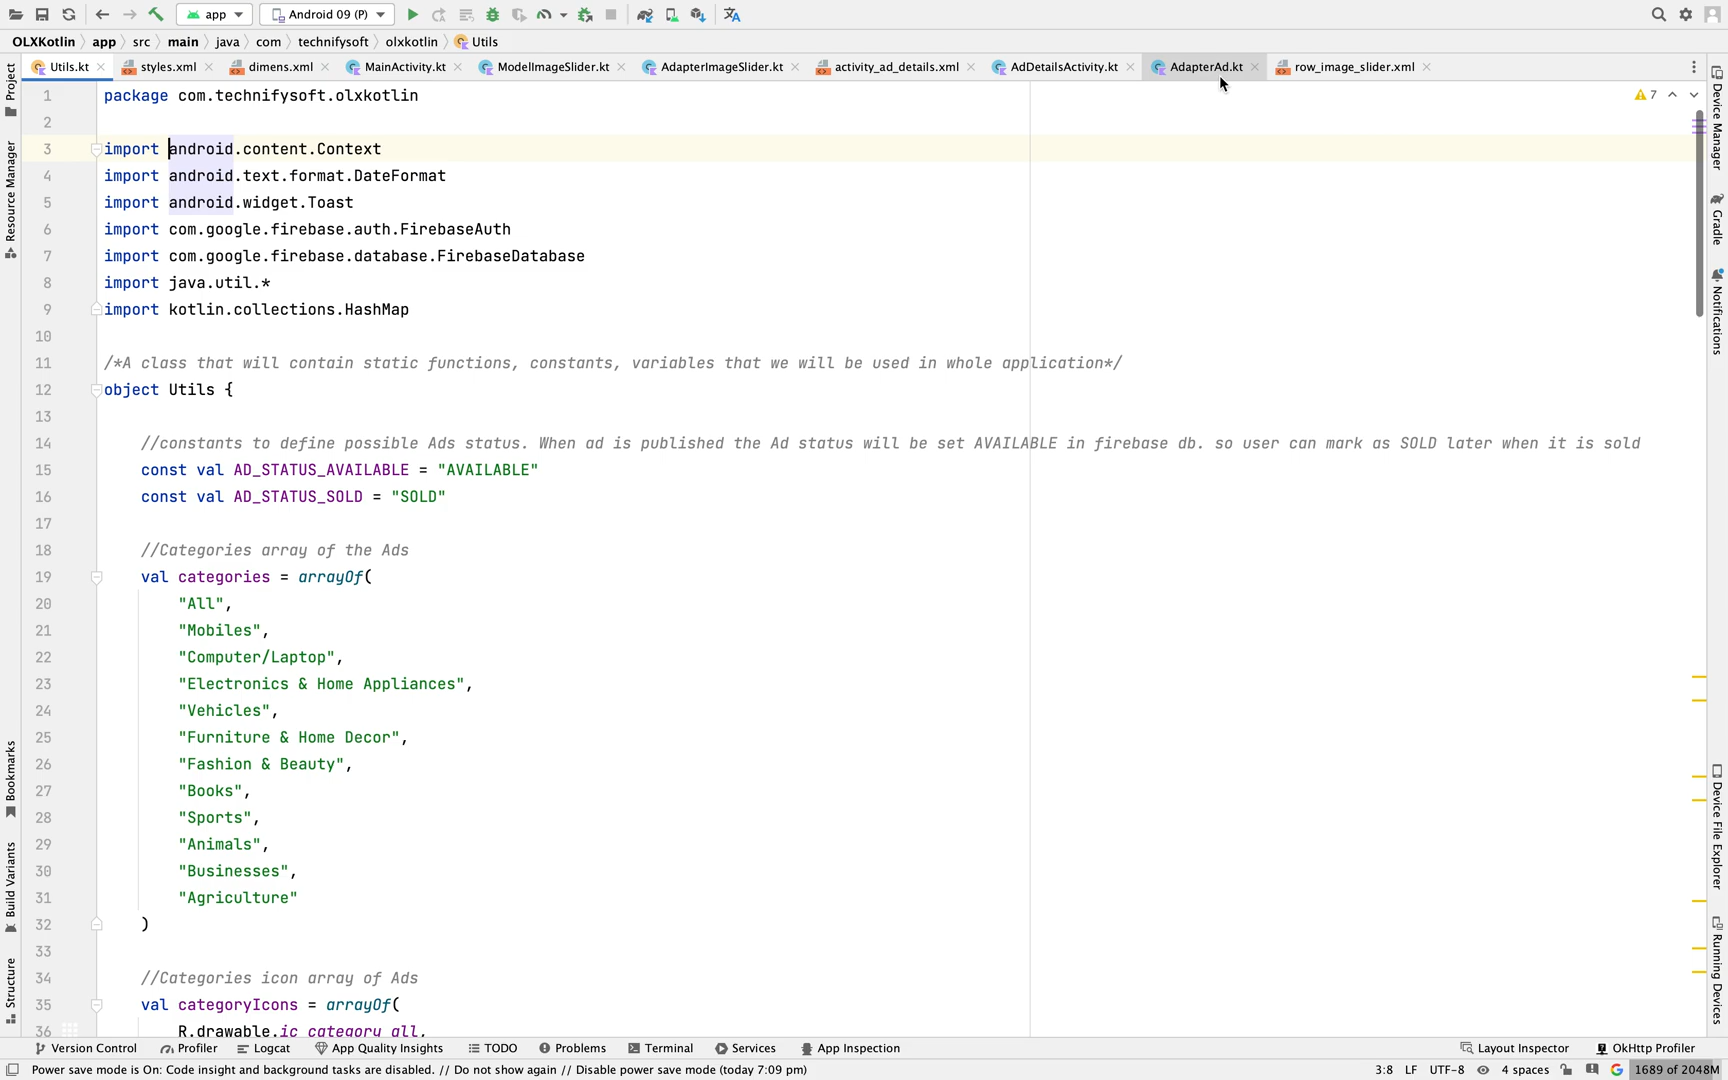 app
Android 09 (P)
OLXKotlin app src main java com technifysoft olxkotlin Utils
Utils.kt styles.xml dimens.xml MainActivity.kt ModelImageSlider.kt AdapterImageSlider.kt activity_ad_details.xml AdDetailsActivity.kt AdapterAd.kt row_image_slider.xml
Project
Resource Manager
Bookmarks
Build Variants
Structure
7
1 package com.technifysoft.olxkotlin
2
3 import android.content.Context
4 import android.text.format.DateFormat
5 import android.widget.Toast
6 import com.google.firebase.auth.FirebaseAuth
7 import com.google.firebase.database.FirebaseDatabase
8 import java.util.*
9 import kotlin.collections.HashMap
10
11 /*A class that will contain static functions, constants, variables that we will be used in whole application*/
12 object Utils {
13
14 //constants to define possible Ads status. When ad is published the Ad status will be set AVAILABLE in firebase db. so user can mark as SOLD later when it is sold
15 const val AD_STATUS_AVAILABLE = "AVAILABLE"
16 const val AD_STATUS_SOLD = "SOLD"
17
18 //Categories array of the Ads
19 val categories = arrayOf(
20 "All",
21 "Mobiles",
22 "Computer/Laptop",
23 "Electronics & Home Appliances",
24 "Vehicles",
25 "Furniture & Home Decor",
26 "Fashion & Beauty",
27 "Books",
28 "Sports",
29 "Animals",
30 "Businesses",
31 "Agriculture"
32 )
33
34 //Categories icon array of Ads
35 val categoryIcons = arrayOf(
36 R.drawable.ic_category_all,
Device Manager
Gradle
Notifications
Device File Explorer
Running Devices
Version Control Profiler Logcat App Quality Insights TODO Problems Terminal Services App Inspection Layout Inspector OkHttp Profiler
Power save mode is On: Code insight and background tasks are disabled. // Do not show again // Disable power save mode (today 7:09 pm) 3:8 LF UTF-8 4 spaces 1689 of 2048M